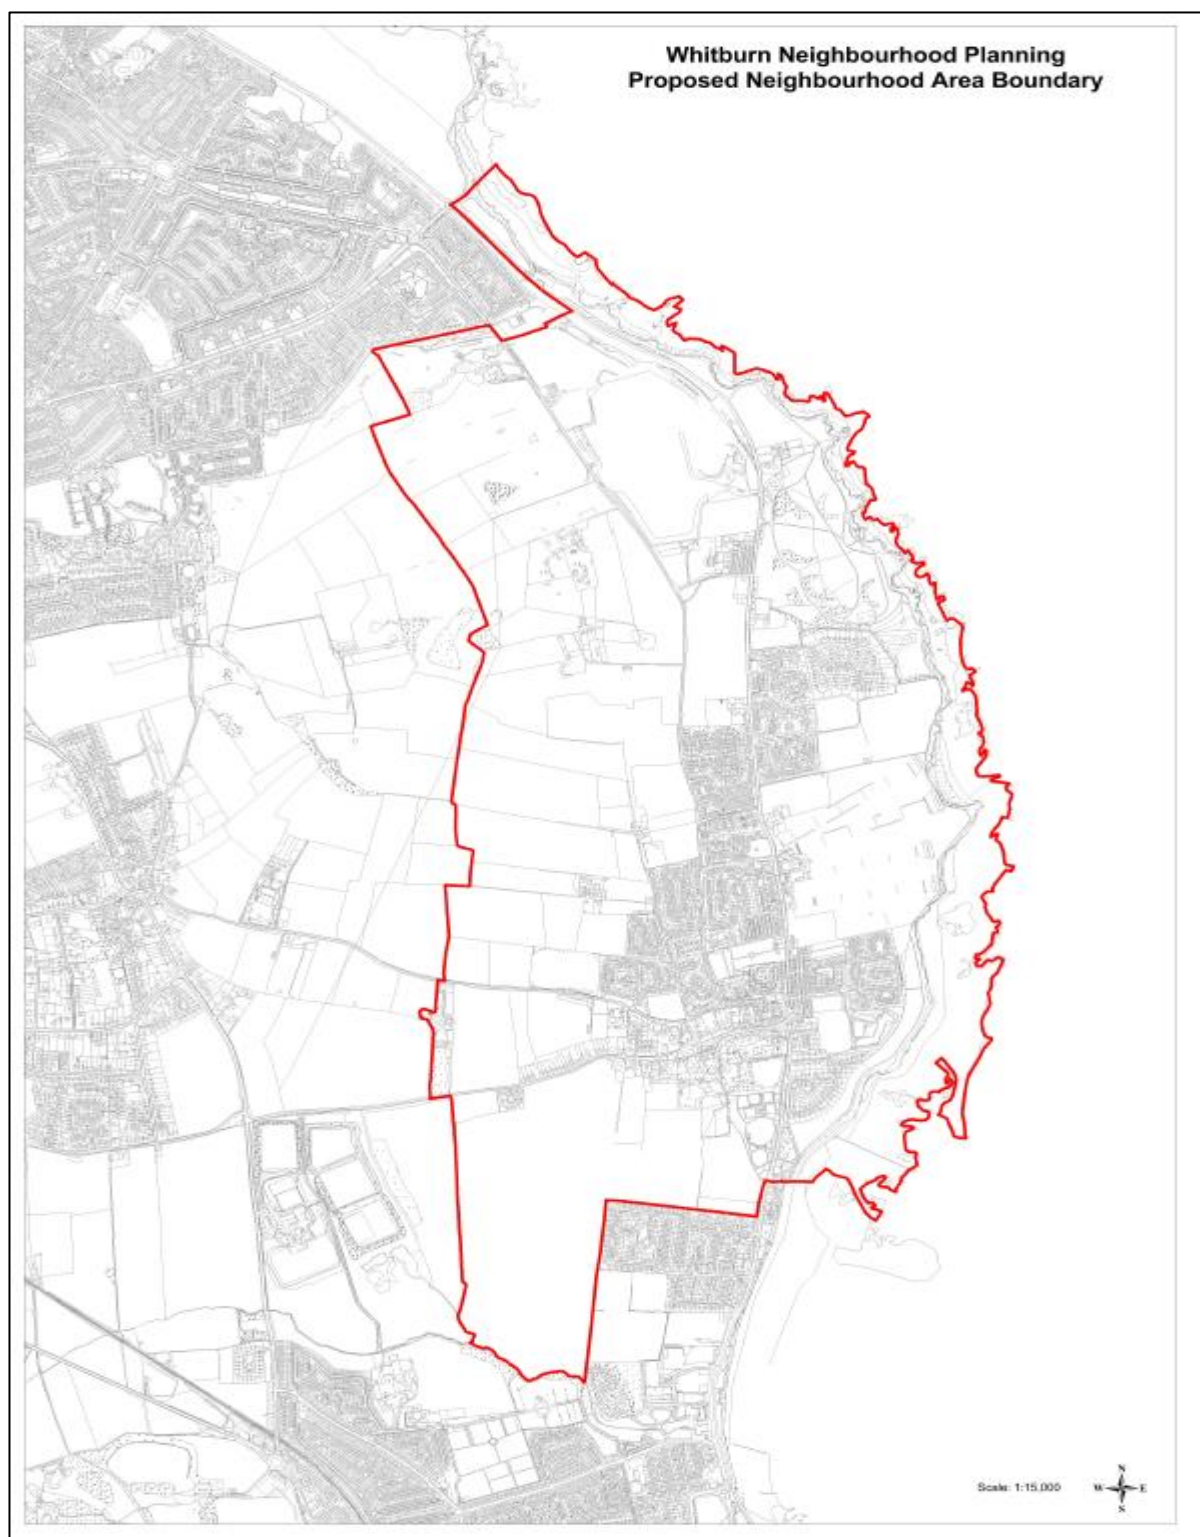 Whitburn Neighbourhood Planning
Proposed Neighbourhood Area Boundary
Scale: 1:15,000
N
W E
S